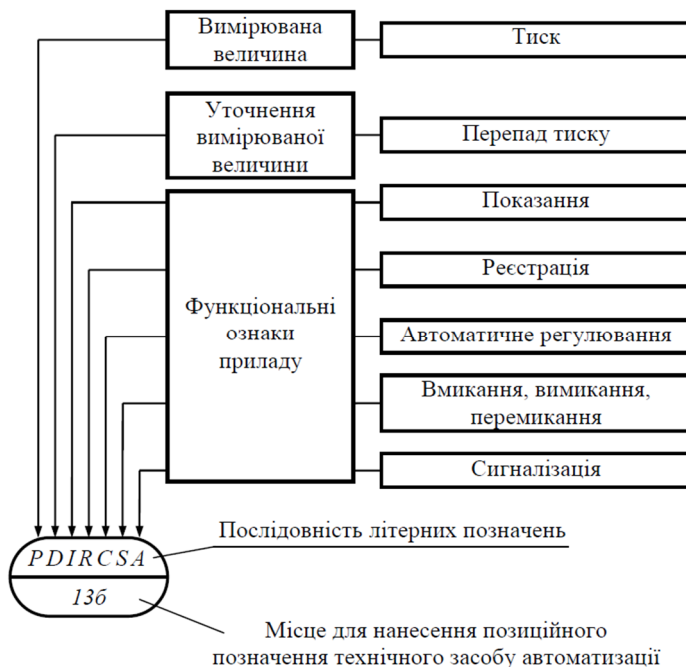 Вимірювана
величина
Тиск
Уточнення
вимірюваної
величини
Перепад тиску
Функціональні
ознаки
приладу
Показання
Реєстрація
Автоматичне регулювання
Вмикання, вимикання,
перемикання
Сигналізація
PDIRCSA
13б
Послідовність літерних позначень
Місце для нанесення позиційного
позначення технічного засобу автоматизації